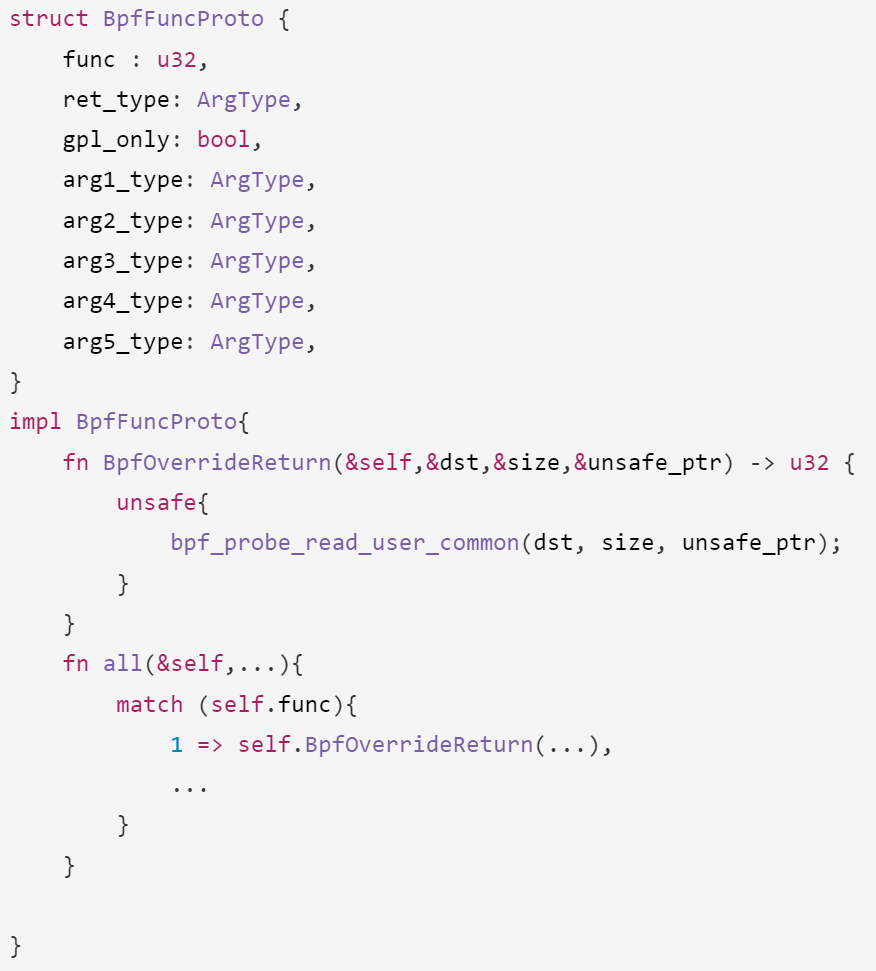 struct BpfFuncProto {
    func : u32,
    ret_type: ArgType,
    gpl_only: bool,
    arg1_type: ArgType,
    arg2_type: ArgType,
    arg3_type: ArgType,
    arg4_type: ArgType,
    arg5_type: ArgType,
}
impl BpfFuncProto{
    fn BpfOverrideReturn(&self,&dst,&size,&unsafe_ptr) -> u32 {
        unsafe{
            bpf_probe_read_user_common(dst, size, unsafe_ptr);
        }
    }
    fn all(&self,...){
        match (self.func){
            1 => self.BpfOverrideReturn(...),
            ...
        }
    }

}